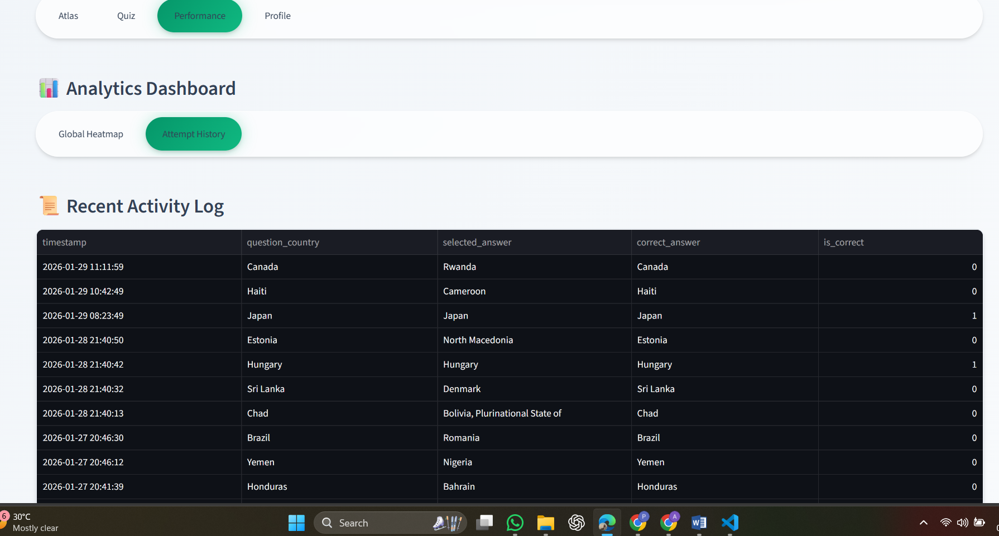 Atlas Quiz Performance Profile
Analytics Dashboard
Global Heatmap Attempt History
Recent Activity Log
timestamp question_country selected_answer correct_answer is_correct
2026-01-29 11:11:59 Canada Rwanda Canada 0
2026-01-29 10:42:49 Haiti Cameroon Haiti 0
2026-01-29 08:23:49 Japan Japan Japan 1
2026-01-28 21:40:50 Estonia North Macedonia Estonia 0
2026-01-28 21:40:42 Hungary Hungary Hungary 1
2026-01-28 21:40:32 Sri Lanka Denmark Sri Lanka 0
2026-01-28 21:40:13 Chad Bolivia, Plurinational State of Chad 0
2026-01-27 20:46:30 Brazil Romania Brazil 0
2026-01-27 20:46:12 Yemen Nigeria Yemen 0
2026-01-27 20:41:39 Honduras Bahrain Honduras 0
6 30°C
Mostly clear
Search
P
A
W